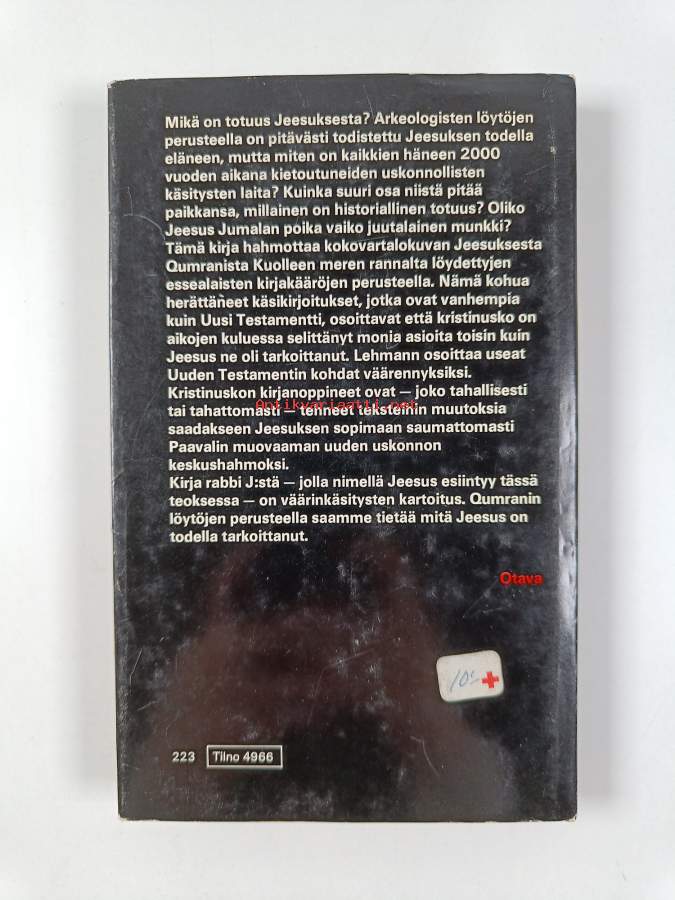 Mikä on totuus Jeesuksesta? Arkeologisten löytöjen
perusteella on pitävästi todistettu Jeesuksen todella
eläneen, mutta miten on kaikkien häneen 2000
vuoden aikana kietoutuneiden uskonnollisten
käsitysten laita? Kuinka suuri osa niistä pitää
paikkansa, millainen on historiallinen totuus? Oliko
Jeesus Jumalan poika vaiko juutalainen munkki?
Tämä kirja hahmottaa kokovartalokuvan Jeesuksesta
Qumranista Kuolleen meren rannalta löydettyjen
essealaisten kirjakääröjen perusteella. Nämä kohua
herättäneet käsikirjoitukset, jotka ovat vanhempia
kuin Uusi Testamentti, osoittavat että kristinusko on
aikojen kuluessa selittänyt monia asioita toisin kuin
Jeesus ne oli tarkoittanut. Lehmann osoittaa useat
Uuden Testamentin kohdat väärennyksiksi.
Kristinuskon kirjanoppineet ovat — joko tahallisesti
tai tahattomasti — tehneet teksteihin muutoksia
Antikvariaatti.net
saadakseen Jeesuksen sopimaan saumattomasti
Paavalin muovaaman uuden uskonnon
keskushahmoksi.
Kirja rabbi J:stä — jolla nimellä Jeesus esiintyy tässä
teoksessa — on väärinkäsitysten kartoitus. Qumranin
löytöjen perusteella saamme tietää mitä Jeesus on
todella tarkoittanut.
Otava
10:-
223 Tilno 4966